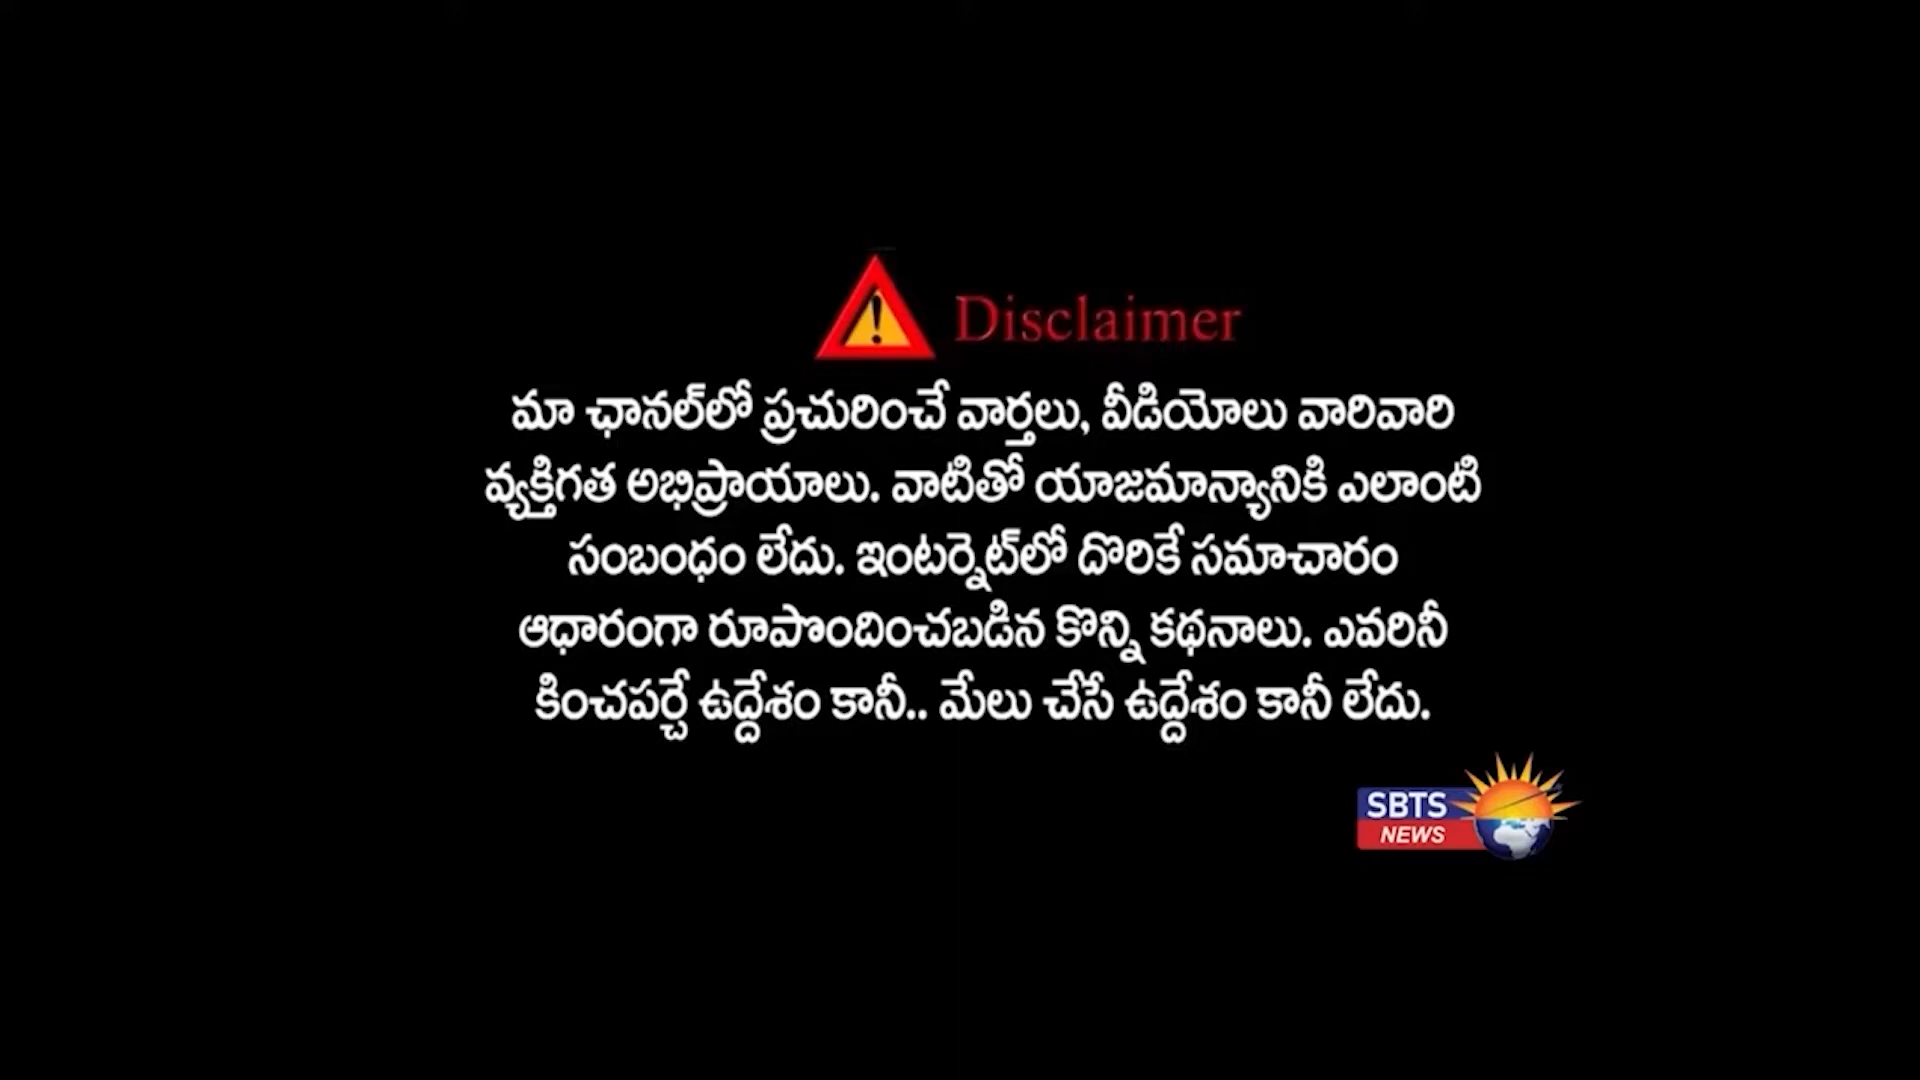 Disclaimer
మా ఛానల్‌లో ప్రచురించే వార్తలు, వీడియోలు వారివారి
వ్యక్తిగత అభిప్రాయాలు. వాటితో యాజమాన్యానికి ఎలాంటి
సంబంధం లేదు. ఇంటర్నెట్‌లో దొరికే సమాచారం
ఆధారంగా రూపొందించబడిన కొన్ని కథనాలు. ఎవరినీ
కించపర్చే ఉద్దేశం కానీ.. మేలు చేసే ఉద్దేశం కానీ లేదు.
SBTS
NEWS